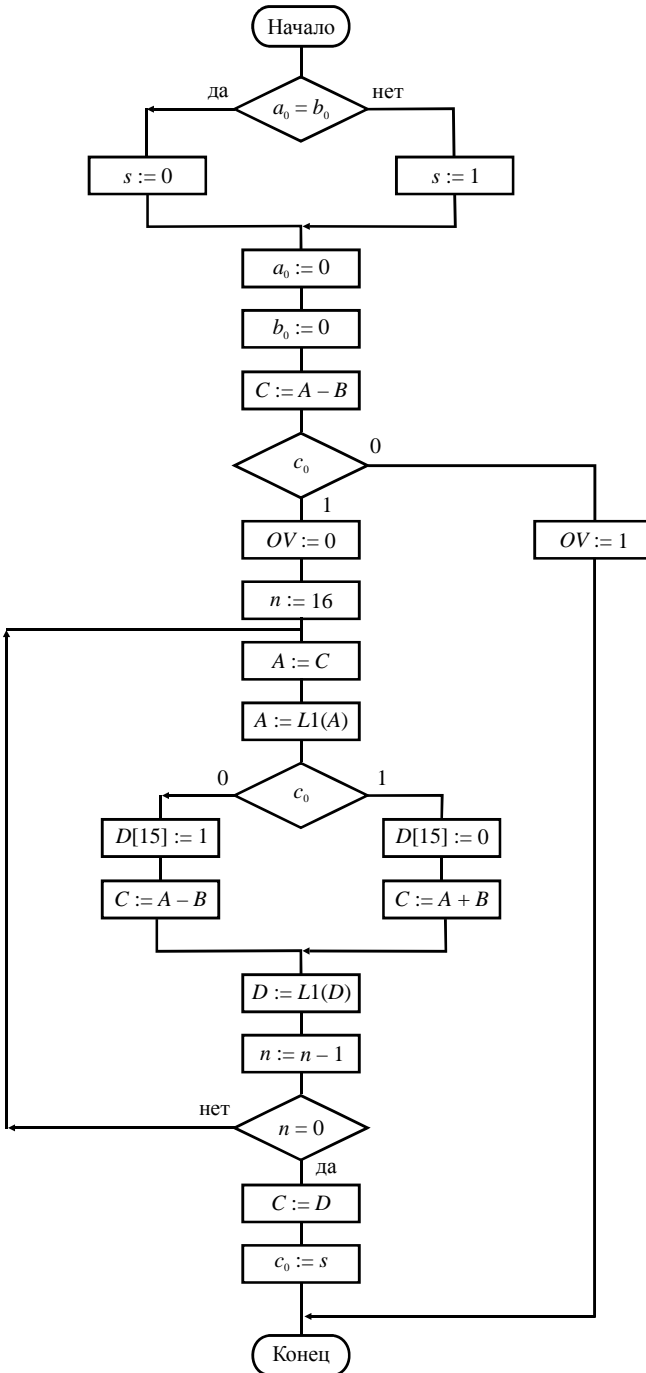 Начало
да
нет
a₀ = b₀
s := 0
s := 1
a₀ := 0
b₀ := 0
C := A – B
c₀
0
1
OV := 0
OV := 1
n := 16
A := C
A := L1(A)
0
1
c₀
D[15] := 1
D[15] := 0
C := A – B
C := A + B
D := L1(D)
n := n – 1
нет
n = 0
да
C := D
c₀ := s
Конец